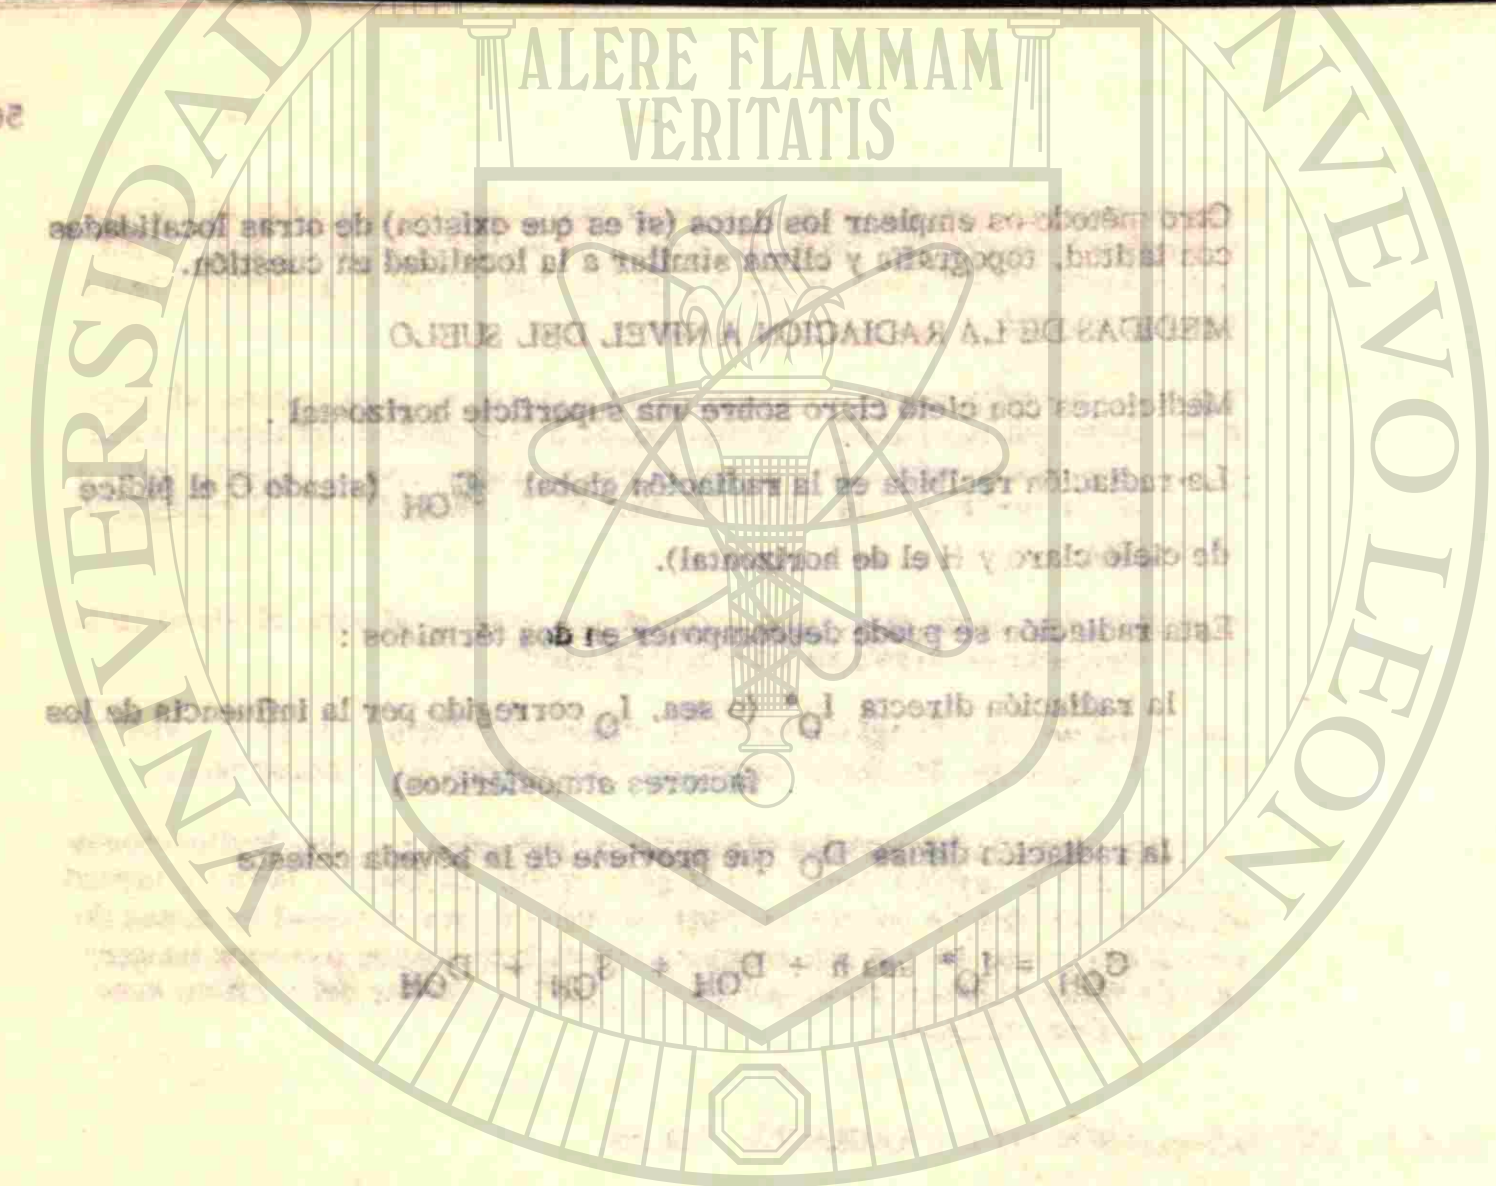 ALERE FLAMMAM
VERITATIS
UNIVERSIDAD
NUEVO LEON
56
Otro método es emplear los datos (si es que existen) de otras localidades
con latitud, topografía y clima similar a la localidad en cuestión.
MEDIDAS DE LA RADIACION A NIVEL DEL SUELO
Mediciones con cielo claro sobre una superficie horizontal.
La radiación recibida es la radiación global G_OH (siendo O el índice
de cielo claro y H el de horizontal).
Esta radiación se puede descomponer en dos términos :
la radiación directa I_O* (o sea, I_O corregido por la influencia de los
factores atmosféricos)
la radiación difusa D_O que proviene de la bóveda celeste
G_OH = I_O* sen h + D_OH + D_OH